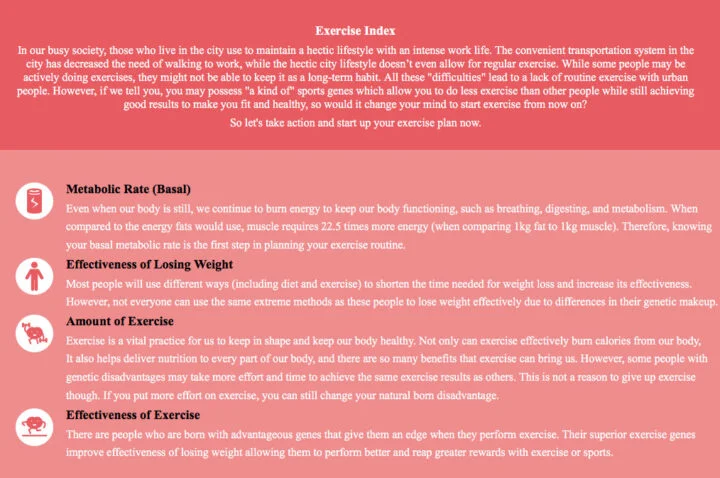 Exercise Index
In our busy society, those who live in the city use to maintain a hectic lifestyle with an intense work life. The convenient transportation system in the
city has decreased the need of walking to work, while the hectic city lifestyle doesn't even allow for regular exercise. While some people may be
actively doing exercises, they might not be able to keep it as a long-term habit. All these "difficulties" lead to a lack of routine exercise with urban
people. However, if we tell you, you may possess "a kind of" sports genes which allow you to do less exercise than other people while still achieving
good results to make you fit and healthy, so would it change your mind to start exercise from now on?
So let's take action and start up your exercise plan now.
Metabolic Rate (Basal)
Even when our body is still, we continue to burn energy to keep our body functioning, such as breathing, digesting, and metabolism. When
compared to the energy fats would use, muscle requires 22.5 times more energy (when comparing 1kg fat to 1kg muscle). Therefore, knowing
your basal metabolic rate is the first step in planning your exercise routine.
Effectiveness of Losing Weight
Most people will use different ways (including diet and exercise) to shorten the time needed for weight loss and increase its effectiveness.
However, not everyone can use the same extreme methods as these people to lose weight effectively due to differences in their genetic makeup.
Amount of Exercise
Exercise is a vital practice for us to keep in shape and keep our body healthy. Not only can exercise effectively burn calories from our body,
It also helps deliver nutrition to every part of our body, and there are so many benefits that exercise can bring us. However, some people with
genetic disadvantages may take more effort and time to achieve the same exercise results as others. This is not a reason to give up exercise
though. If you put more effort on exercise, you can still change your natural born disadvantage.
Effectiveness of Exercise
There are people who are born with advantageous genes that give them an edge when they perform exercise. Their superior exercise genes
improve effectiveness of losing weight allowing them to perform better and reap greater rewards with exercise or sports.